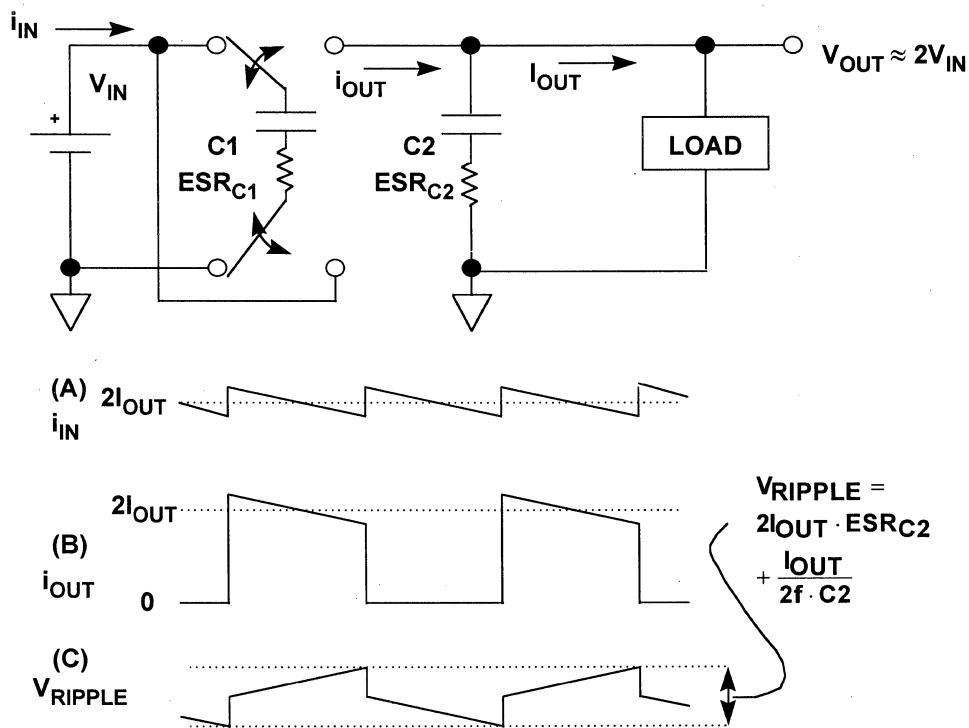 iIN
VIN
+
C1
ESRC1
iOUT
C2
ESRC2
IOUT
LOAD
VOUT ≈ 2VIN
(A)
iIN
2IOUT
(B)
iOUT
2IOUT
0
(C)
VRIPPLE
VRIPPLE =
2IOUT · ESRC2
+ IOUT
2f · C2